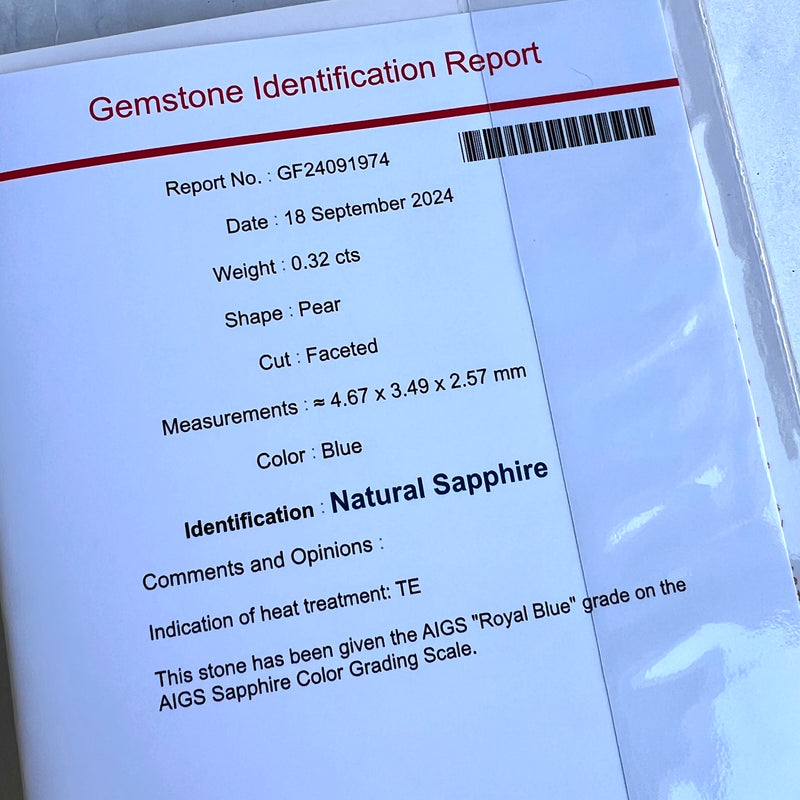 Gemstone Identification Report
Report No. : GF24091974
Date : 18 September 2024
Weight : 0.32 cts
Shape : Pear
Cut : Faceted
Measurements : ≈ 4.67 x 3.49 x 2.57 mm
Color : Blue
Identification : Natural Sapphire
Comments and Opinions :
Indication of heat treatment: TE
This stone has been given the AIGS "Royal Blue" grade on the
AIGS Sapphire Color Grading Scale.